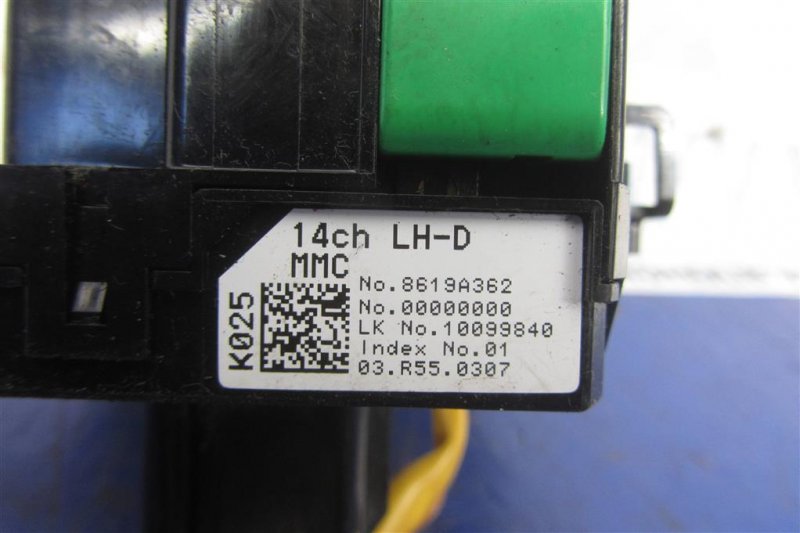 14ch LH-D
MMC
K025
No.8619A362
No.00000000
LK No.10099840
Index No.01
03.R55.0307